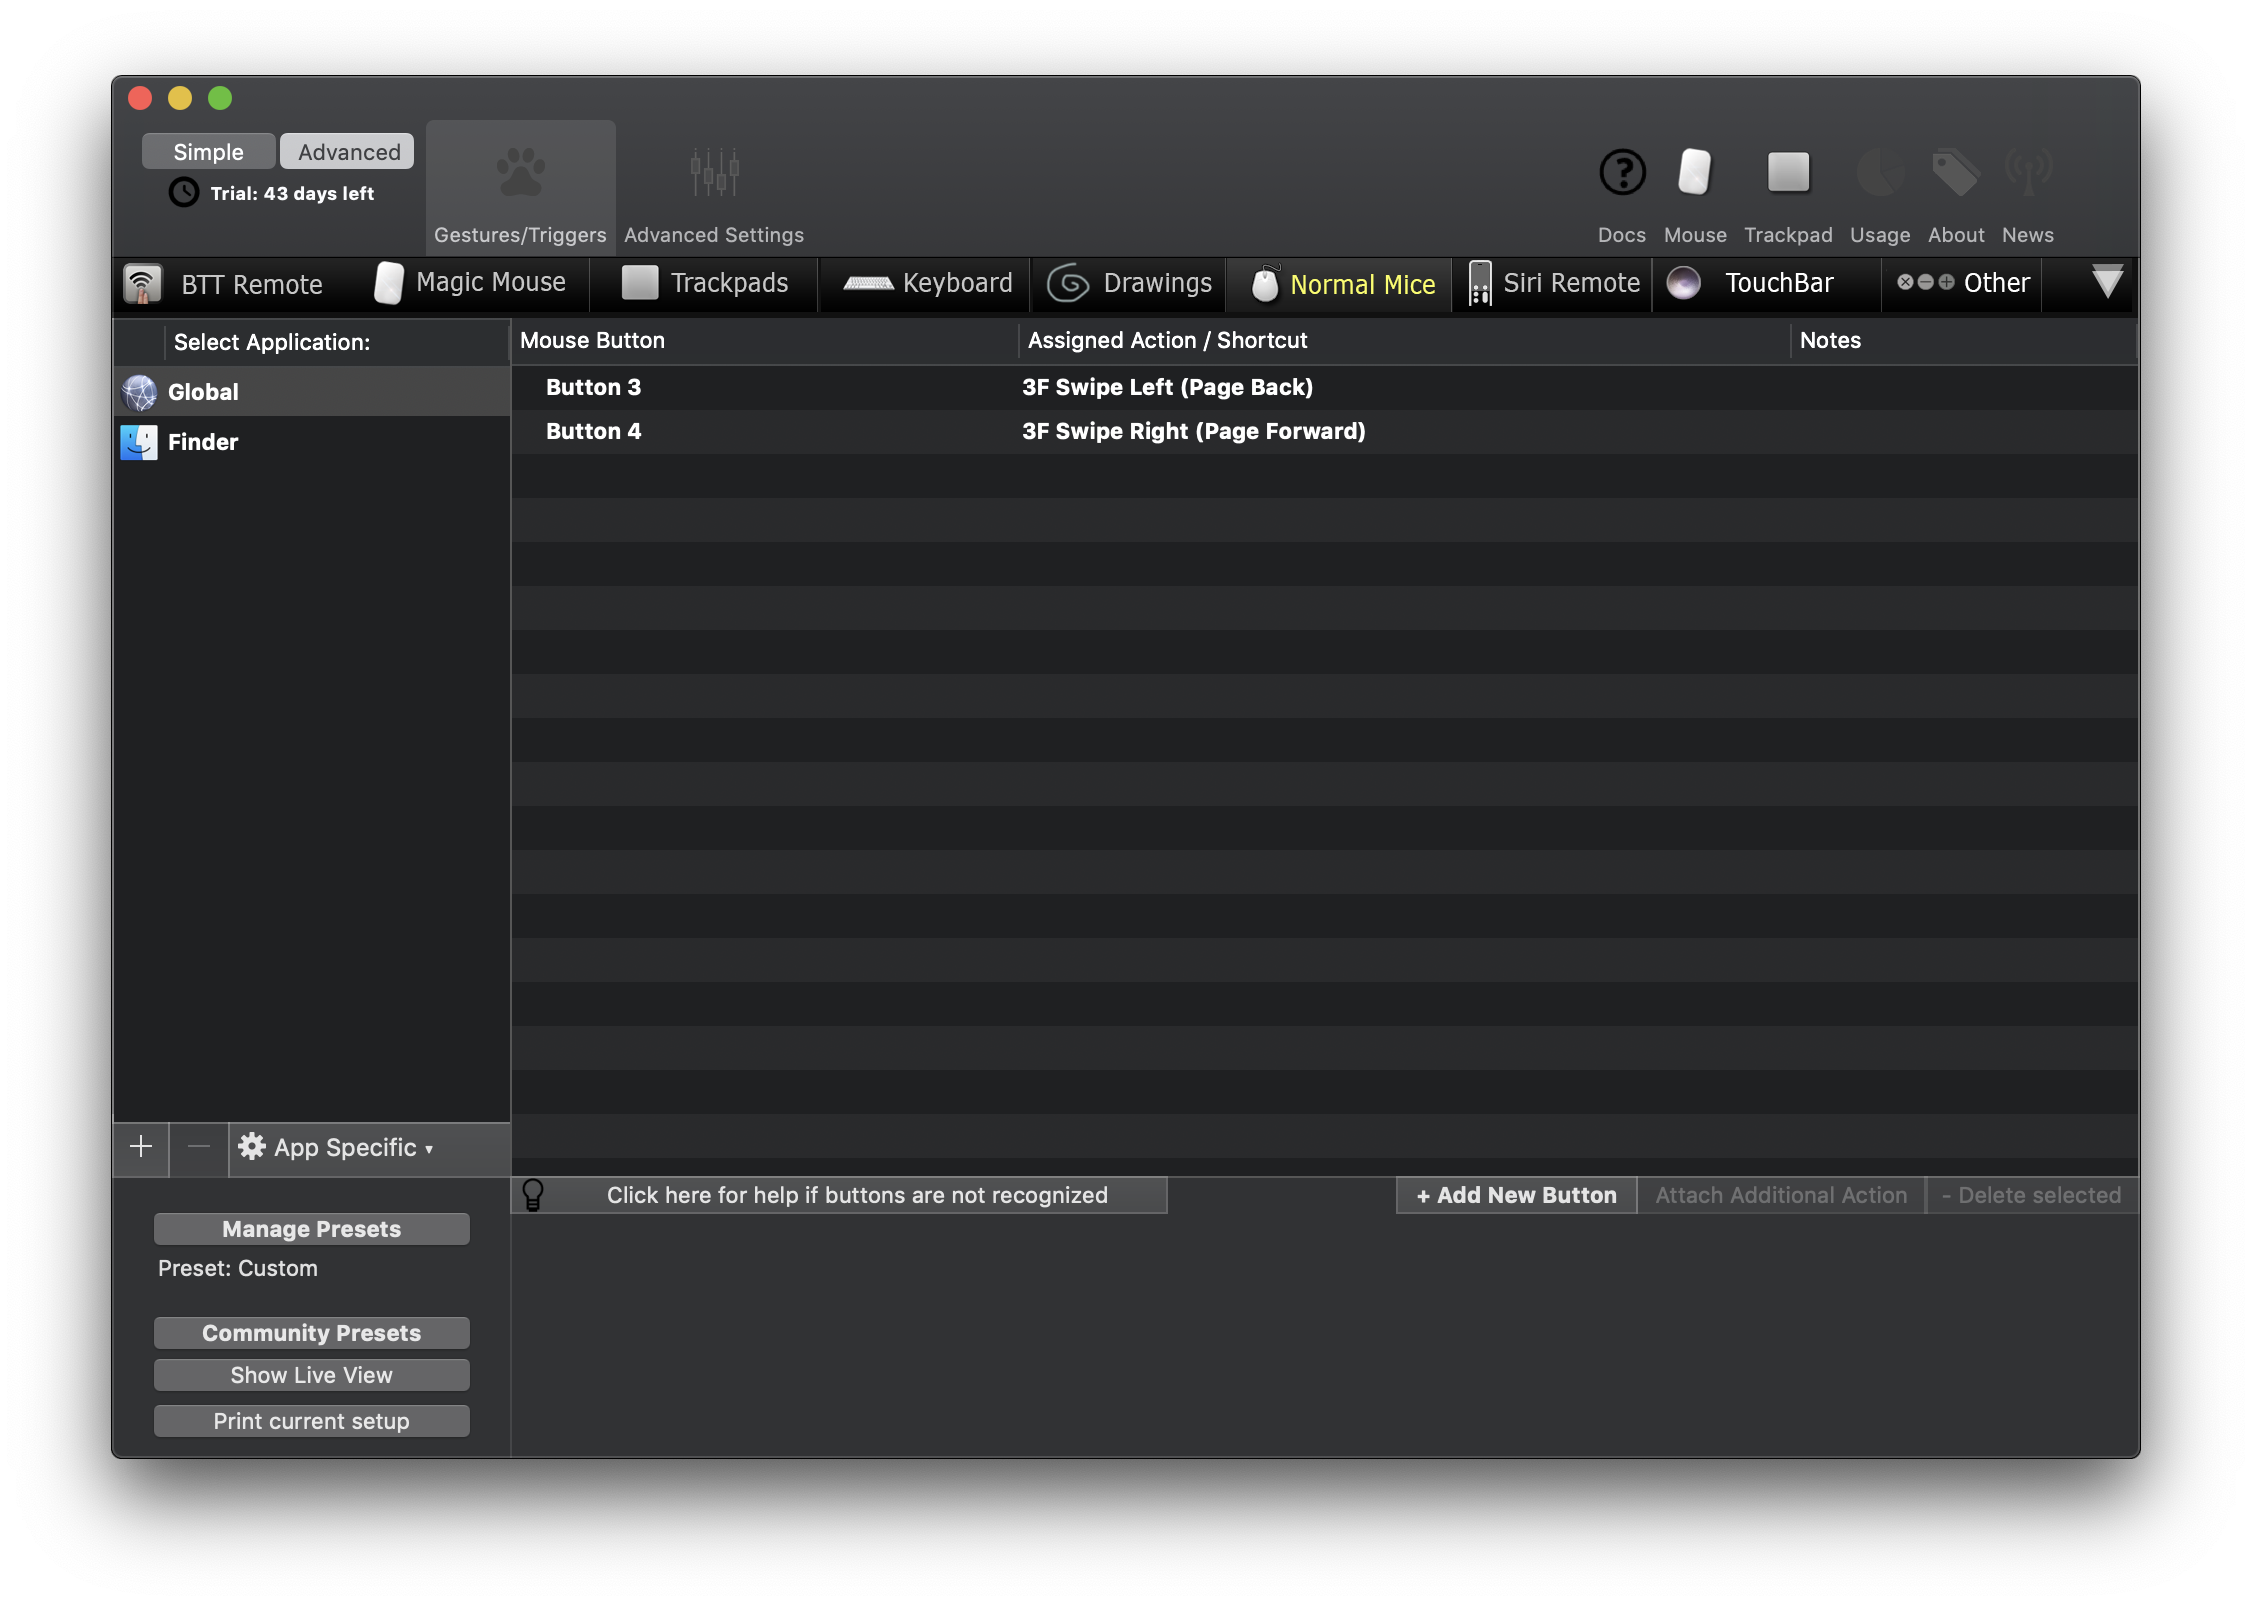 Simple Advanced
Trial: 43 days left
Gestures/Triggers Advanced Settings Docs Mouse Trackpad Usage About News
BTT Remote Magic Mouse Trackpads Keyboard Drawings Normal Mice Siri Remote TouchBar Other
Select Application: Mouse Button Assigned Action / Shortcut Notes
Global
Finder
Button 3 3F Swipe Left (Page Back)
Button 4 3F Swipe Right (Page Forward)
+ − App Specific ▾
Click here for help if buttons are not recognized + Add New Button Attach Additional Action - Delete selected
Manage Presets
Preset: Custom
Community Presets
Show Live View
Print current setup